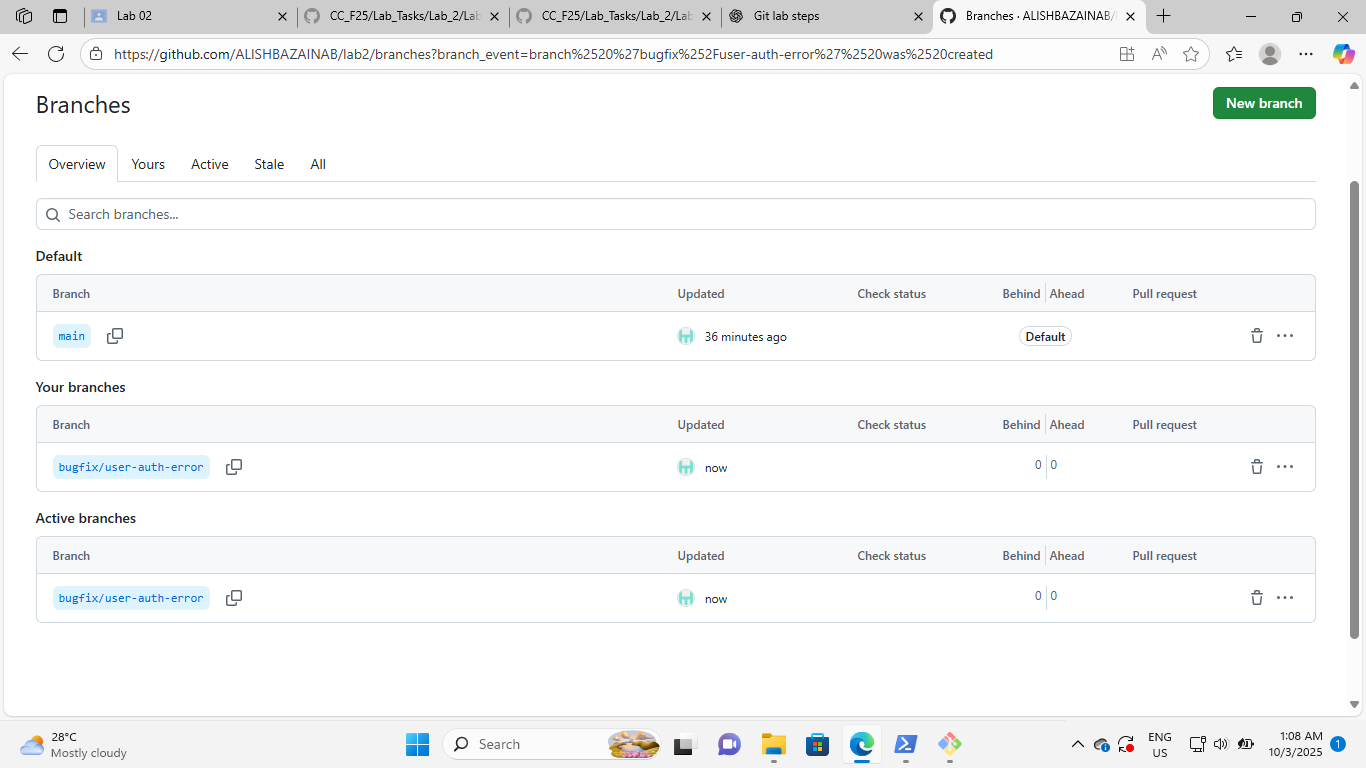 Lab 02
CC_F25/Lab_Tasks/Lab_2/Lab
CC_F25/Lab_Tasks/Lab_2/Lab
Git lab steps
Branches · ALISHBAZAINAB/
https://github.com/ALISHBAZAINAB/lab2/branches?branch_event=branch%2520%27bugfix%252Fuser-auth-error%27%2520was%2520created
Branches
New branch
Overview Yours Active Stale All
Search branches...
Default
Branch Updated Check status Behind Ahead Pull request
main 36 minutes ago Default
Your branches
Branch Updated Check status Behind Ahead Pull request
bugfix/user-auth-error now 0 0
Active branches
Branch Updated Check status Behind Ahead Pull request
bugfix/user-auth-error now 0 0
28°C
Mostly cloudy
Search
ENG
US
1:08 AM
10/3/2025
1